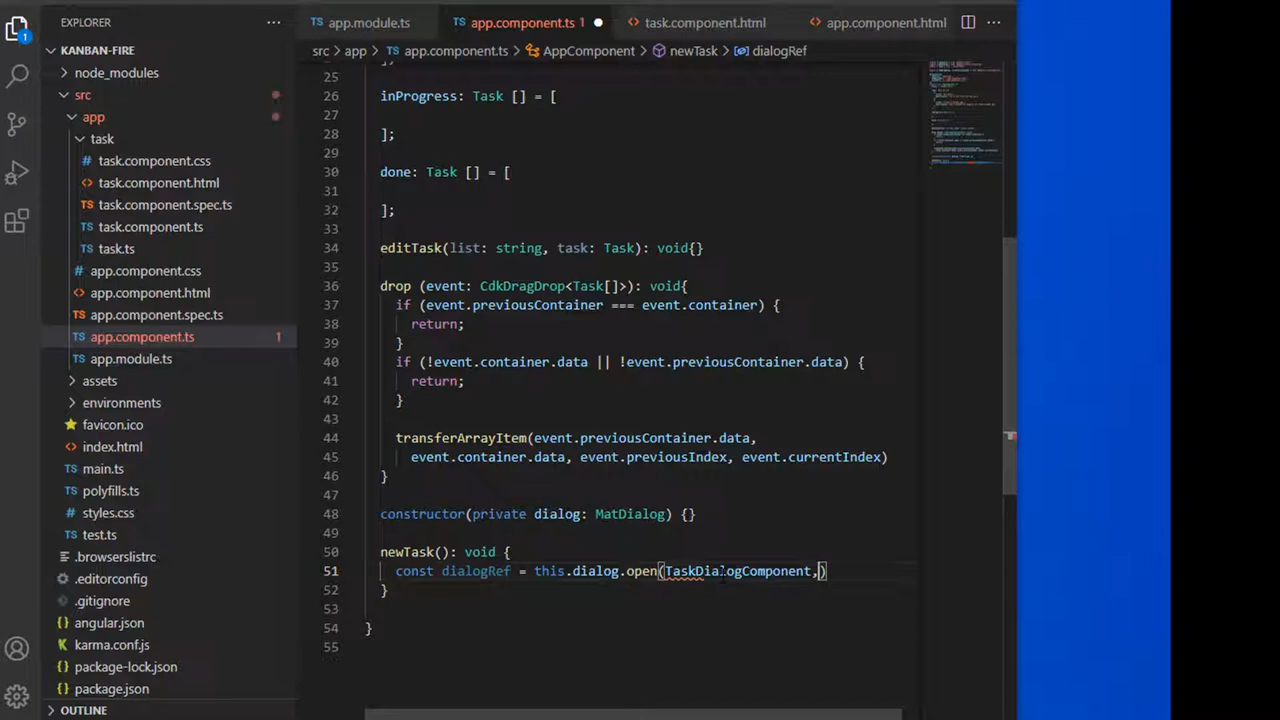 EXPLORER
app.module.ts
app.component.ts 1
task.component.html
app.component.html
src > app > TS app.component.ts > AppComponent > newTask > dialogRef
1
KANBAN-FIRE
node_modules
src
app
task
task.component.css
task.component.html
task.component.spec.ts
task.component.ts
task.ts
app.component.css
app.component.html
app.component.spec.ts
app.component.ts 1
app.module.ts
assets
environments
favicon.ico
index.html
main.ts
polyfills.ts
styles.css
test.ts
.browserslistrc
.editorconfig
.gitignore
angular.json
karma.conf.js
package-lock.json
package.json
OUTLINE
25
26 inProgress: Task [] = [
27
28 ];
29
30 done: Task [] = [
31
32 ];
33
34 editTask(list: string, task: Task): void{}
35
36 drop (event: CdkDragDrop<Task[]>): void{
37 if (event.previousContainer === event.container) {
38 return;
39 }
40 if (!event.container.data || !event.previousContainer.data) {
41 return;
42 }
43
44 transferArrayItem(event.previousContainer.data,
45 event.container.data, event.previousIndex, event.currentIndex)
46 }
47
48 constructor(private dialog: MatDialog) {}
49
50 newTask(): void {
51 const dialogRef = this.dialog.open(TaskDialogComponent,)
52 }
53
54 }
55